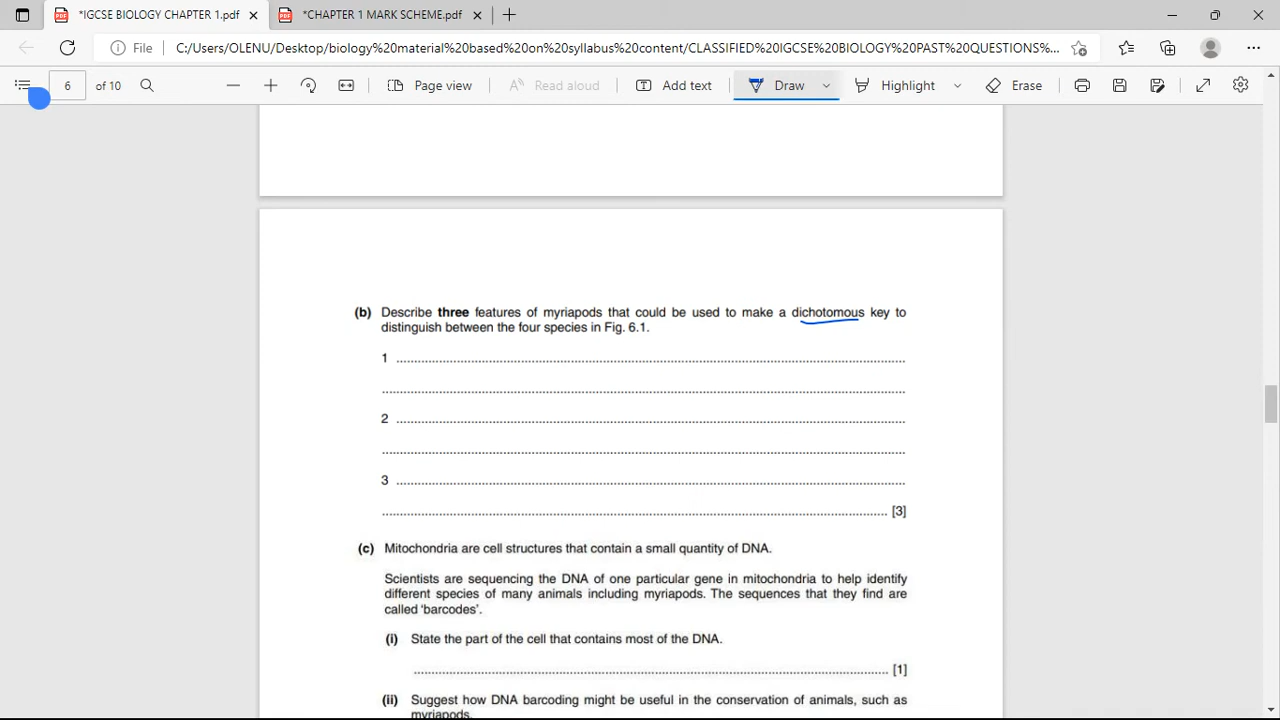 *IGSCE BIOLOGY CHAPTER 1.pdf
*CHAPTER 1 MARK SCHEME.pdf
File
C:/Users/OLENU/Desktop/biology%20material%20based%20on%20syllabus%20content/CLASSIFIED%20IGCSE%20BIOLOGY%20PAST%20QUESTIONS%...
6 of 10
Page view
Read aloud
Add text
Draw
Highlight
Erase
(b) Describe three features of myriapods that could be used to make a dichotomous key to
distinguish between the four species in Fig. 6.1.
1
2
3
[3]
(c) Mitochondria are cell structures that contain a small quantity of DNA.
Scientists are sequencing the DNA of one particular gene in mitochondria to help identify
different species of many animals including myriapods. The sequences that they find are
called ‘barcodes’.
(i) State the part of the cell that contains most of the DNA.
[1]
(ii) Suggest how DNA barcoding might be useful in the conservation of animals, such as
myriapods.